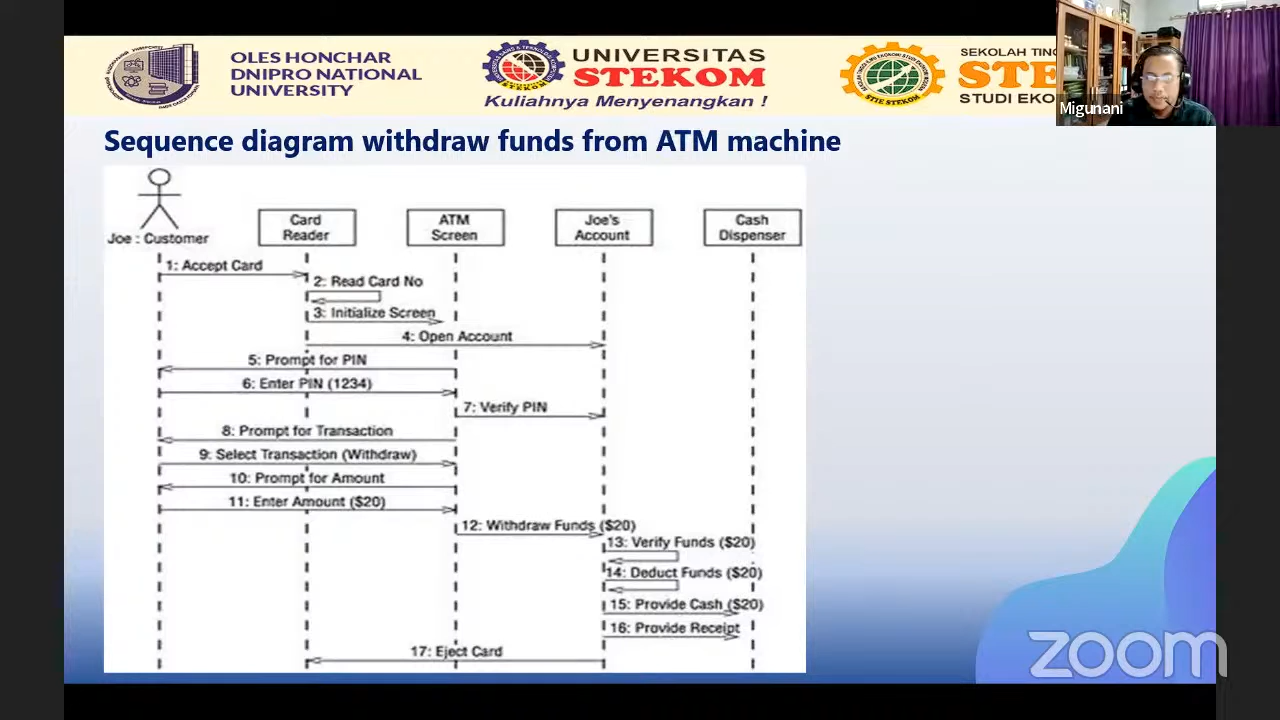 OLES HONCHAR
DNIPRO NATIONAL
UNIVERSITY
UNIVERSITAS
STEKOM
Kuliahnya Menyenangkan !
SEKOLAH TING
STE
STUDI EKO
STIE STEKOM
Migunani
Sequence diagram withdraw funds from ATM machine
Joe : Customer
Card
Reader
ATM
Screen
Joe's
Account
Cash
Dispenser
1: Accept Card
2: Read Card No
3: Initialize Screen
4: Open Account
5: Prompt for PIN
6: Enter PIN (1234)
7: Verify PIN
8: Prompt for Transaction
9: Select Transaction (Withdraw)
10: Prompt for Amount
11: Enter Amount ($20)
12: Withdraw Funds ($20)
13: Verify Funds ($20)
14: Deduct Funds ($20)
15: Provide Cash ($20)
16: Provide Receipt
17: Eject Card
zoom